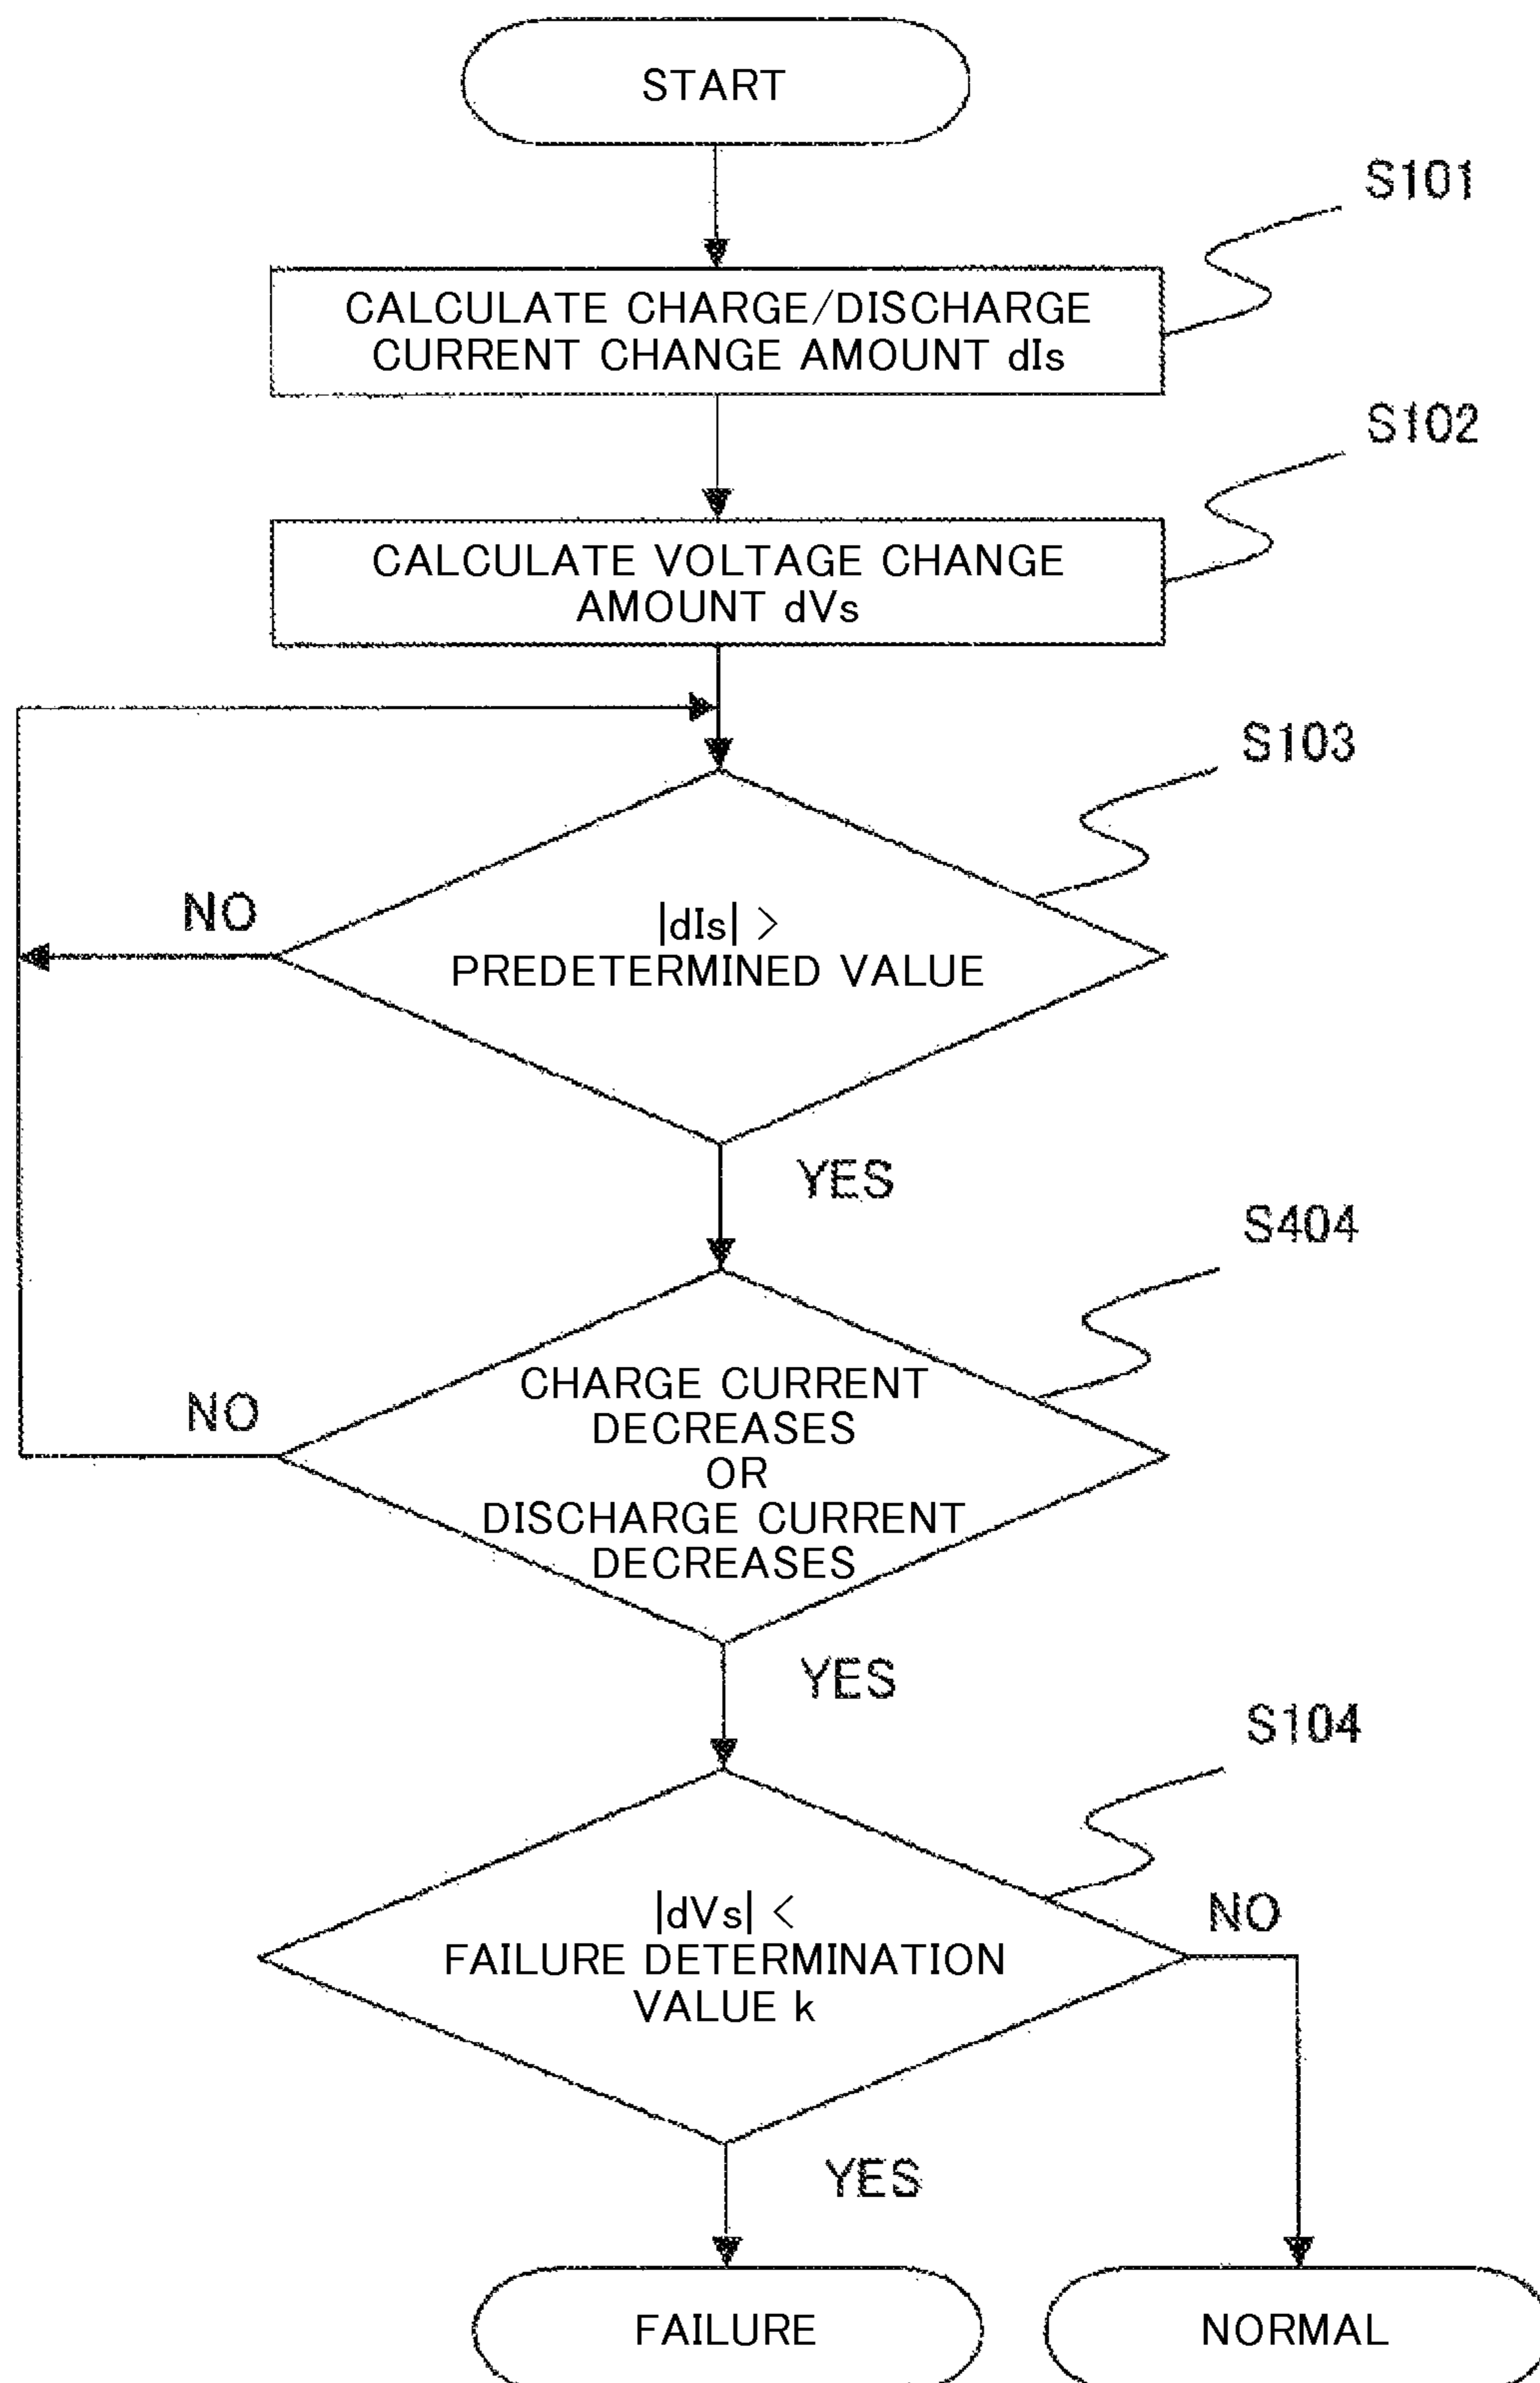 START
S101
CALCULATE CHARGE/DISCHARGE
CURRENT CHANGE AMOUNT dIs
S102
CALCULATE VOLTAGE CHANGE
AMOUNT dVs
S103
NO
|dIs| >
PREDETERMINED VALUE
YES
S404
NO
CHARGE CURRENT
DECREASES
OR
DISCHARGE CURRENT
DECREASES
YES
S104
|dVs| <
FAILURE DETERMINATION
VALUE k
NO
YES
FAILURE
NORMAL